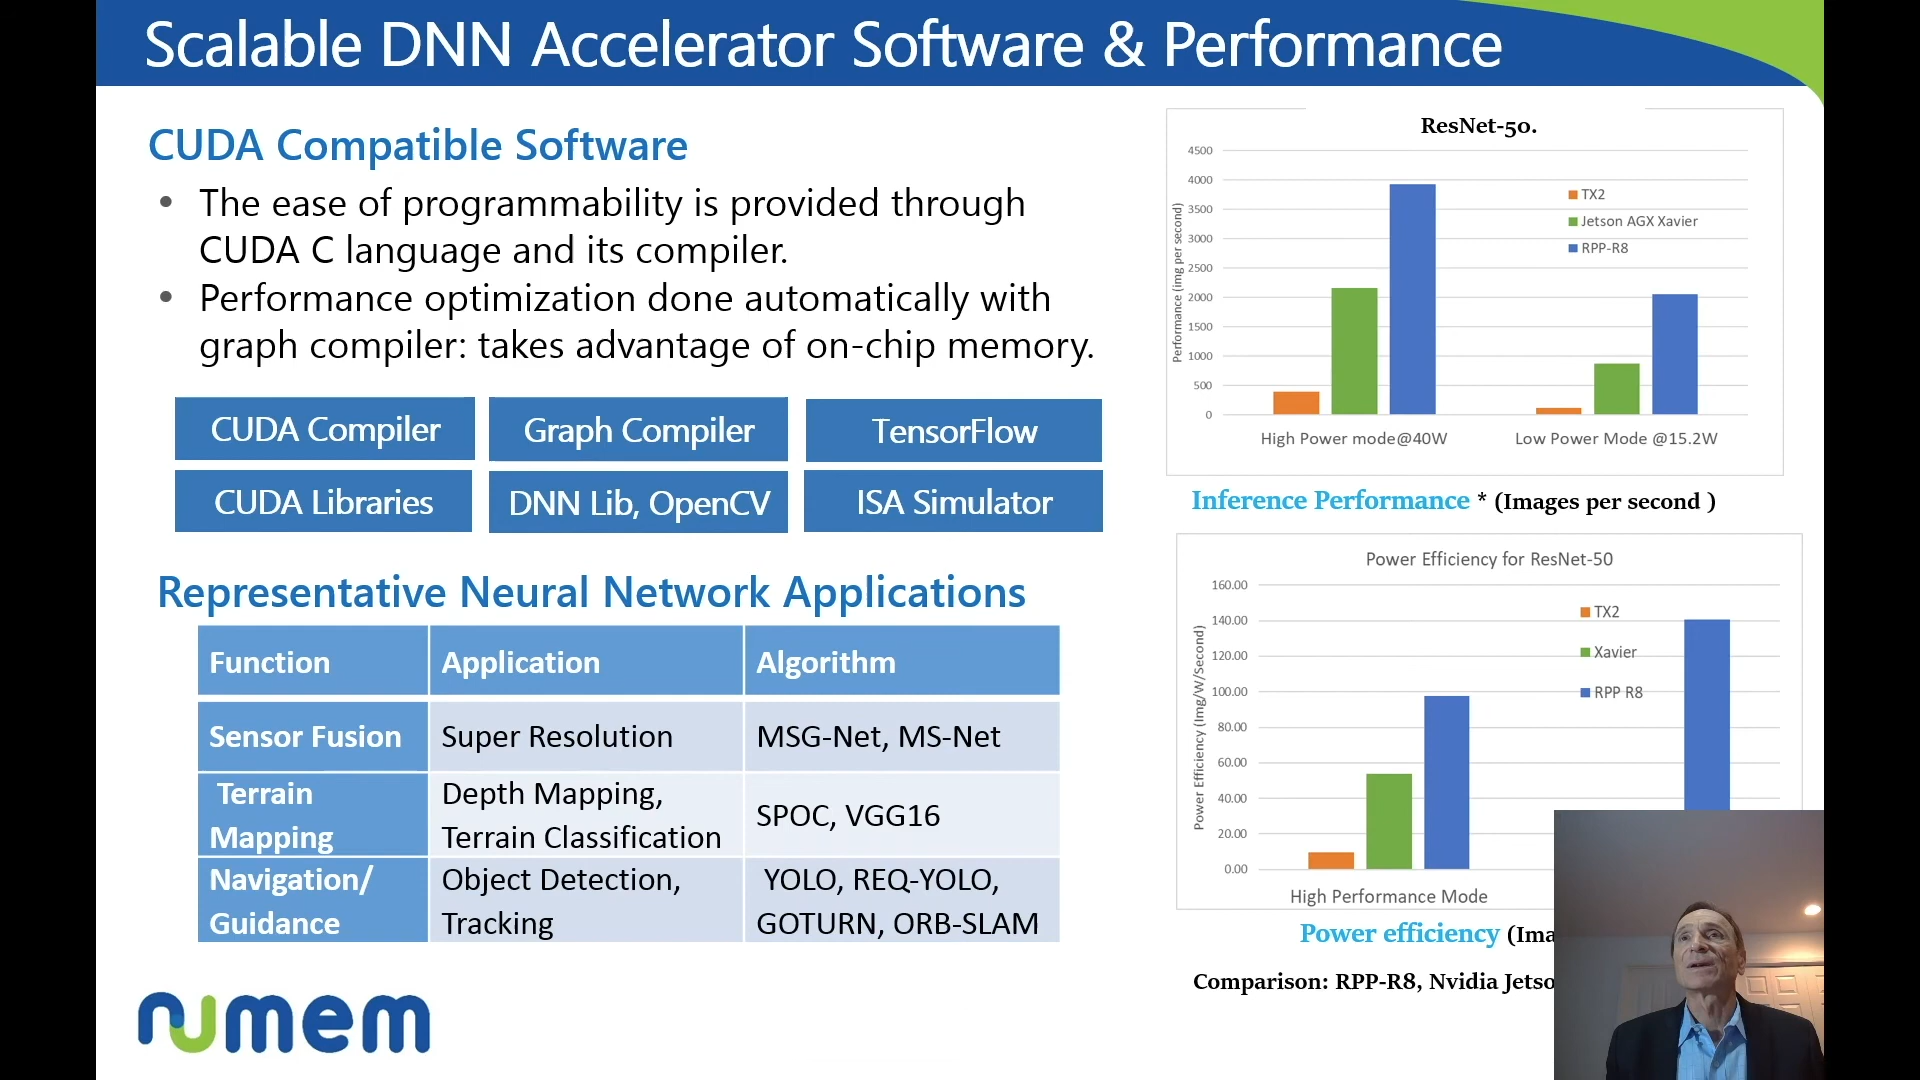 Scalable DNN Accelerator Software & Performance
CUDA Compatible Software
• The ease of programmability is provided through
CUDA C language and its compiler.
• Performance optimization done automatically with
graph compiler: takes advantage of on-chip memory.
CUDA Compiler
Graph Compiler
TensorFlow
CUDA Libraries
DNN Lib, OpenCV
ISA Simulator
Representative Neural Network Applications
Function Application Algorithm
Sensor Fusion Super Resolution MSG-Net, MS-Net
Terrain Mapping Depth Mapping, Terrain Classification SPOC, VGG16
Navigation/ Guidance Object Detection, Tracking YOLO, REQ-YOLO, GOTURN, ORB-SLAM
numem
ResNet-50.
Performance (img per second)
4500
4000
3500
3000
2500
2000
1500
1000
500
0
TX2
Jetson AGX Xavier
RPP-R8
High Power mode@40W
Low Power Mode @15.2W
Inference Performance * (Images per second )
Power Efficiency for ResNet-50
Power Efficiency (Img/W/Second)
160.00
140.00
120.00
100.00
80.00
60.00
40.00
20.00
0.00
TX2
Xavier
RPP R8
High Performance Mode
Power efficiency (Ima
Comparison: RPP-R8, Nvidia Jetso